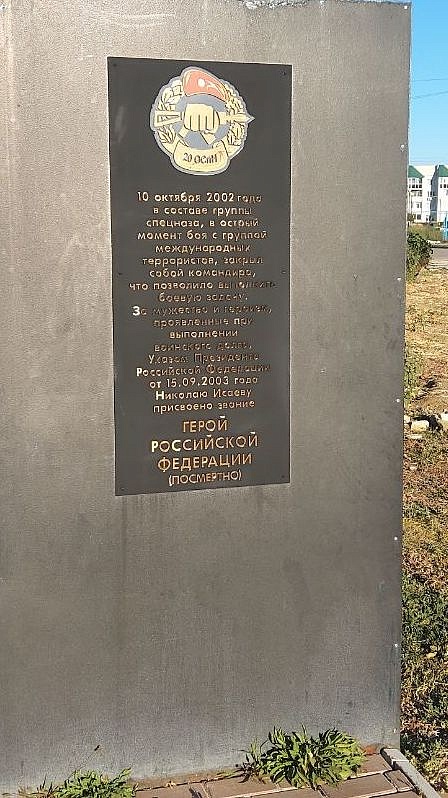 20 ОСпН
10 октября 2002 года
в составе группы
спецназа, в острый
момент боя с группой
международных
террористов, закрыл
собой командира,
что позволило выполнить
боевую задачу.
За мужество и героизм,
проявленные при
выполнении
воинского долга,
Указом Президента
Российской Федерации
от 15.09.2003 года
Николаю Исаеву
присвоено звание
ГЕРОЙ
РОССИЙСКОЙ
ФЕДЕРАЦИИ
(ПОСМЕРТНО)